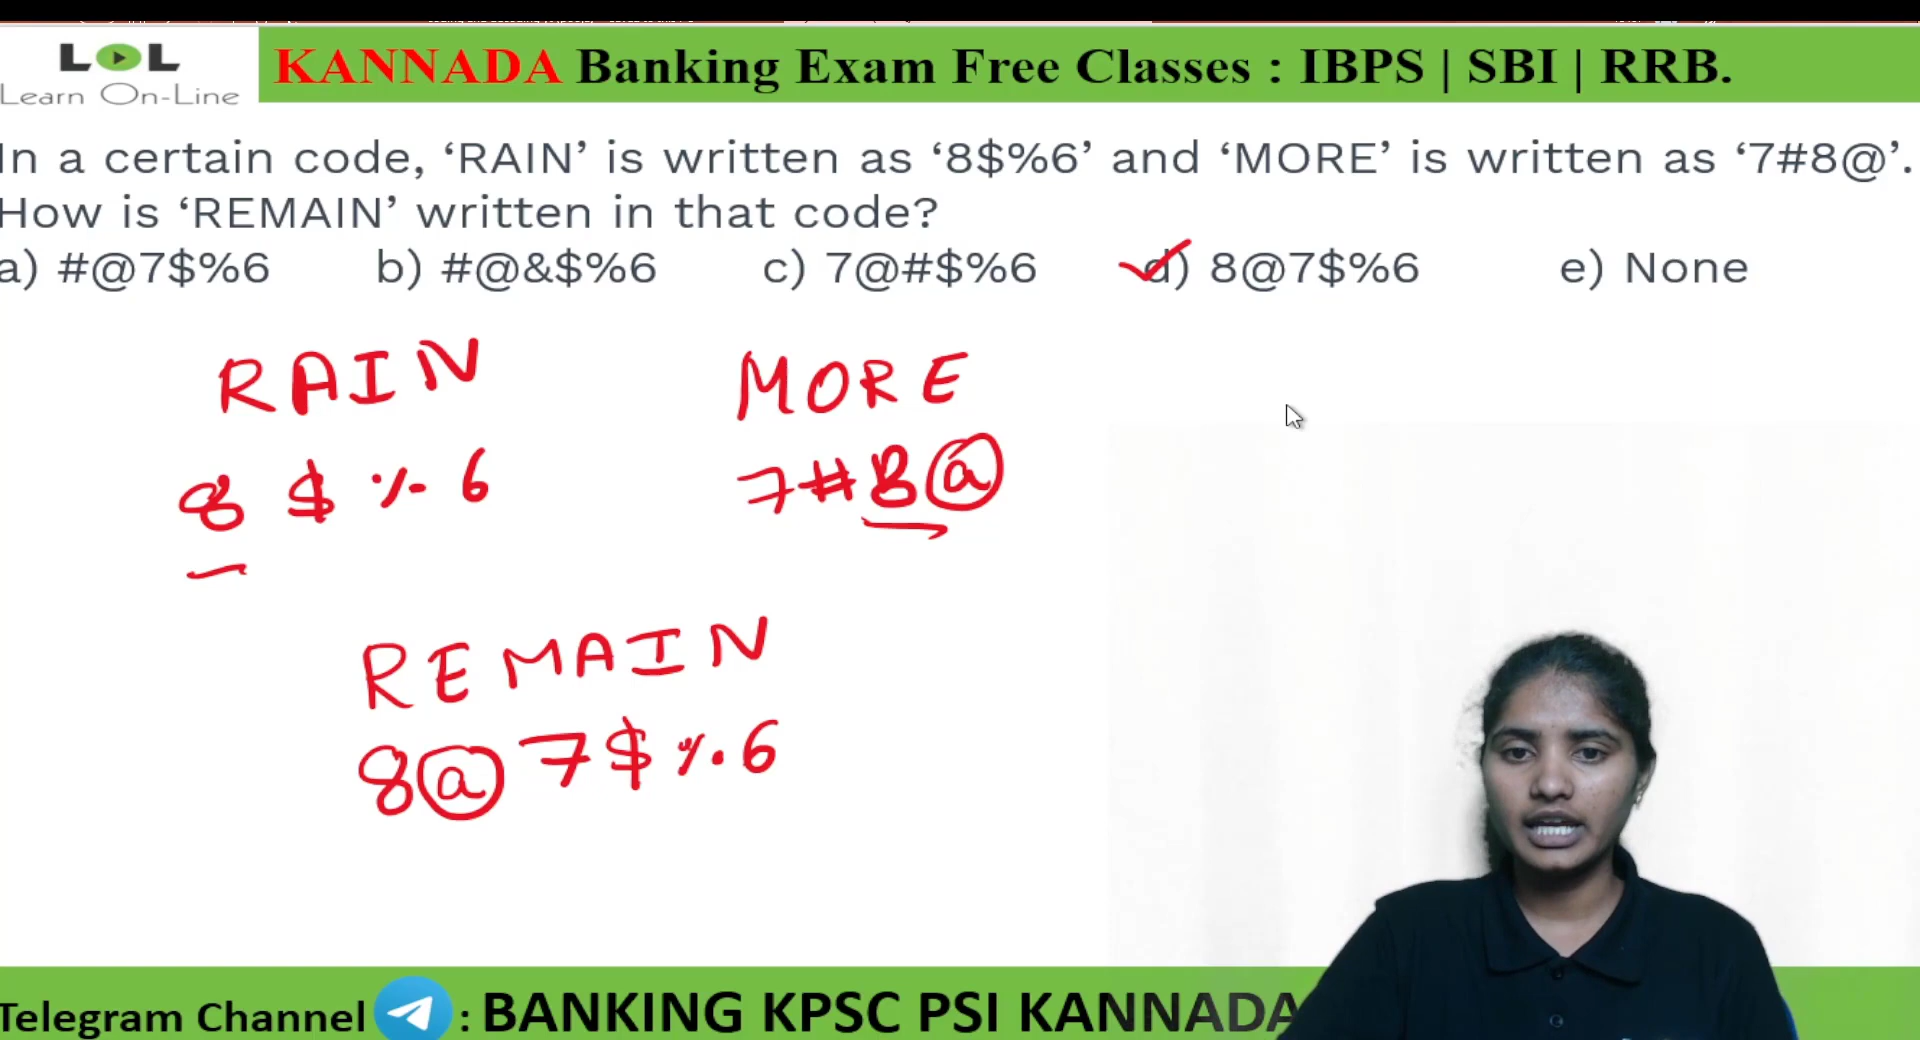 LOL
Learn On-Line
KANNADA Banking Exam Free Classes : IBPS | SBI | RRB.
In a certain code, ‘RAIN’ is written as ‘8$%6’ and ‘MORE’ is written as ‘7#8@’.
How is ‘REMAIN’ written in that code?
a) #@7$%6 b) #@&$%6 c) 7@#$%6 d) 8@7$%6 e) None
RAIN MORE
8 $ % 6 7#8@
REMAIN
8@7$%6
Telegram Channel : BANKING KPSC PSI KANNADA